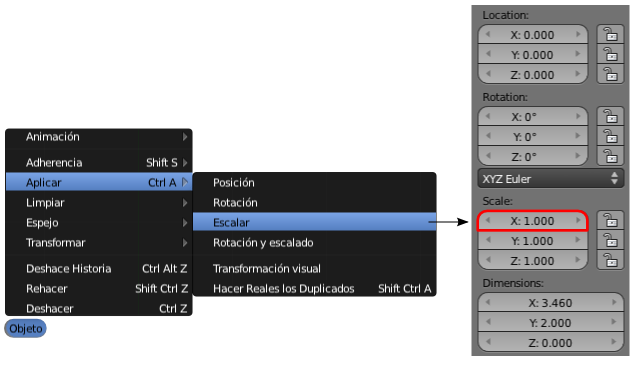 Animación
Adherencia Shift S
Aplicar Ctrl A
Limpiar
Espejo
Transformar
Deshace Historia Ctrl Alt Z
Rehacer Shift Ctrl Z
Deshacer Ctrl Z
Objeto
Posición
Rotación
Escalar
Rotación y escalado
Transformación visual
Hacer Reales los Duplicados Shift Ctrl A
Location:
X: 0.000
Y: 0.000
Z: 0.000
Rotation:
X: 0°
Y: 0°
Z: 0°
XYZ Euler
Scale:
X: 1.000
Y: 1.000
Z: 1.000
Dimensions:
X: 3.460
Y: 2.000
Z: 0.000